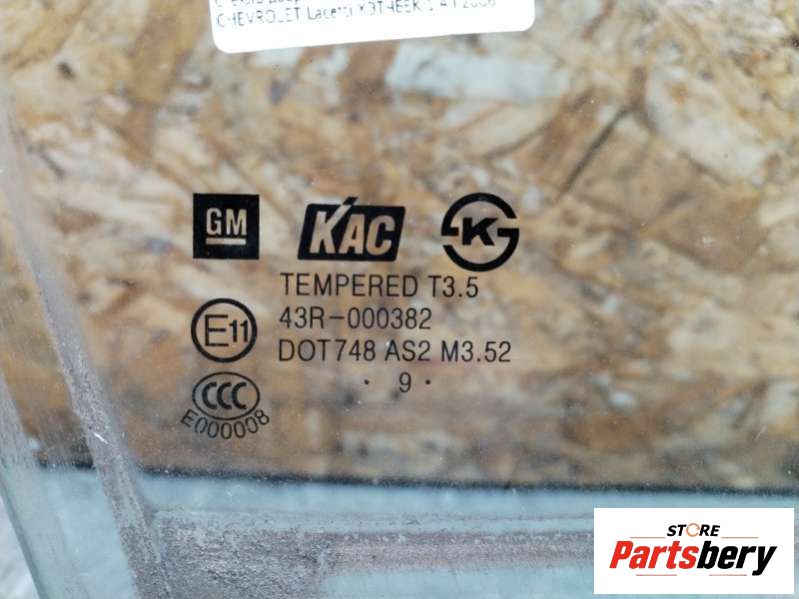 CHEVROLET Lacetti
GM KAC K
TEMPERED T3.5
E11 43R-000382
DOT748 AS2 M3.52
· 9 ·
CCC
E000008
STORE
Partsbery